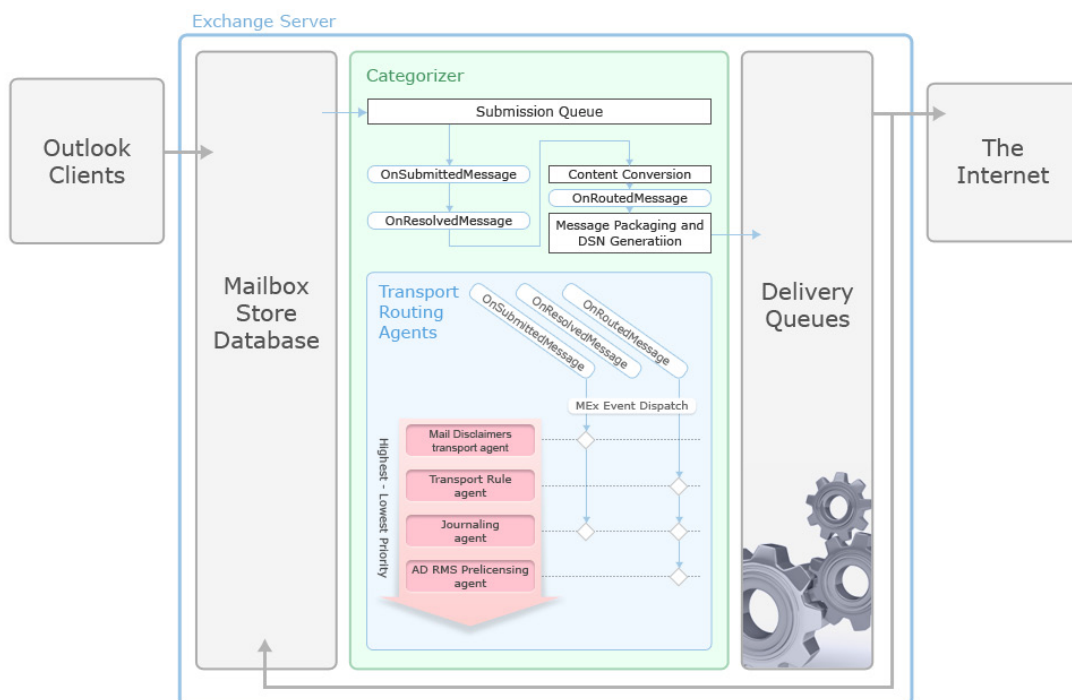 Exchange Server
Outlook
Clients
Mailbox
Store
Database
Categorizer
Submission Queue
OnSubmittedMessage
OnResolvedMessage
Content Conversion
OnRoutedMessage
Message Packaging and
DSN Generatiion
Transport
Routing
Agents
OnSubmittedMessage
OnResolvedMessage
OnRoutedMessage
MEx Event Dispatch
Highest - Lowest Priority
Mail Disclaimers
transport agent
Transport Rule
agent
Journaling
agent
AD RMS Prelicensing
agent
Delivery
Queues
The
Internet